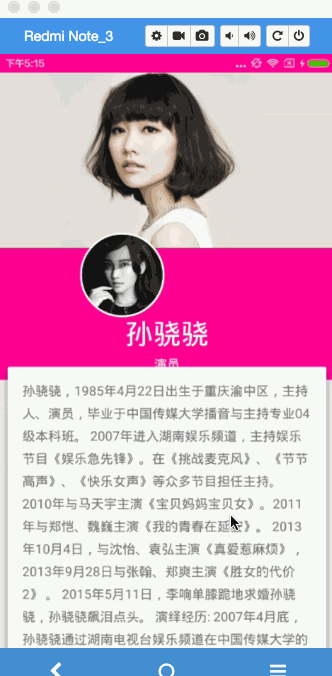 Redmi Note_3
下午5:15
孙骁骁
演员
孙骁骁，1985年4月22日出生于重庆渝中区，主持
人、演员，毕业于中国传媒大学播音与主持专业04
级本科班。 2007年进入湖南娱乐频道，主持娱乐
节目《娱乐急先锋》。在《挑战麦克风》、《节节
高声》、《快乐女声》等众多节目担任主持。
2010年与马天宇主演《宝贝妈妈宝贝女》。2011
年与郑恺、魏巍主演《我的青春在延安》。 2013
年10月4日，与沈怡、袁弘主演《真爱惹麻烦》，
2013年9月28日与张翰、郑爽主演《胜女的代价
2》 。 2015年5月11日，李响单膝跪地求婚孙骁
骁，孙骁骁飙泪点头。 演绎经历: 2007年4月底，
孙骁骁通过湖南电视台娱乐频道在中国传媒大学的